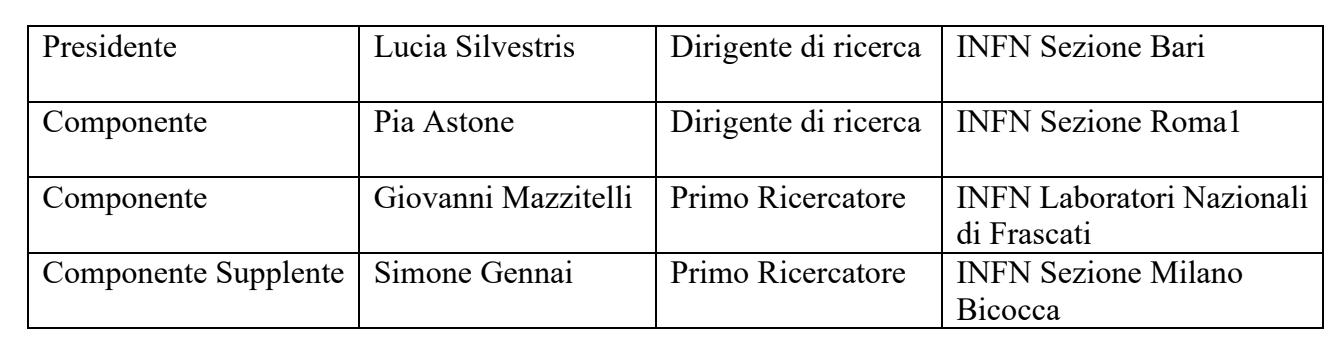 Presidente Lucia Silvestris Dirigente di ricerca INFN Sezione Bari
Componente Pia Astone Dirigente di ricerca INFN Sezione Roma1
Componente Giovanni Mazzitelli Primo Ricercatore INFN Laboratori Nazionali
di Frascati
Componente Supplente Simone Gennai Primo Ricercatore INFN Sezione Milano
Bicocca